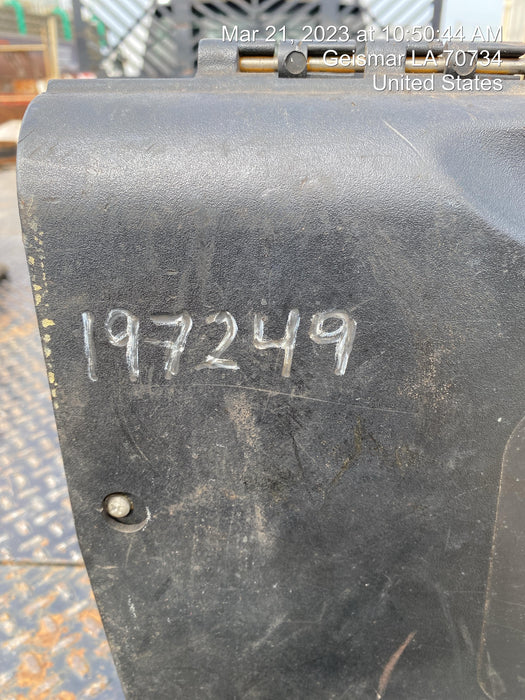 Mar 21, 2023 at 10:50:44 AM
Geismar LA 70734
United States
197249